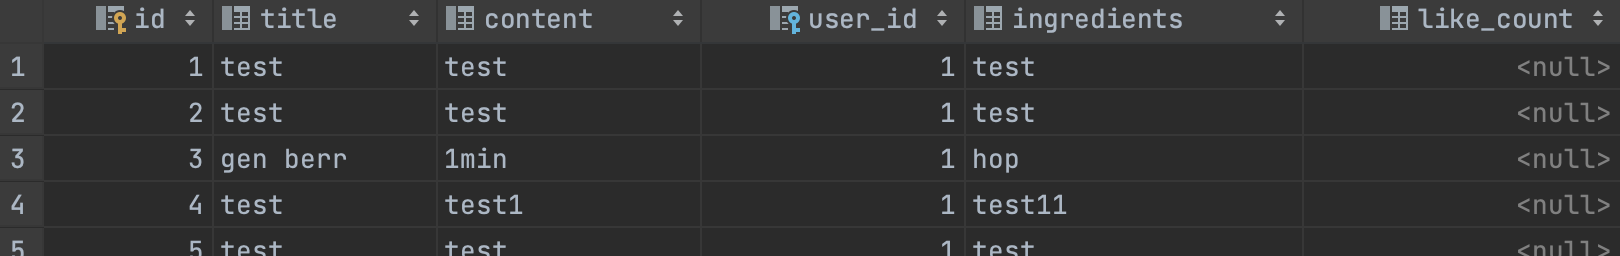 id title content user_id ingredients like_count
1 1 test test 1 test <null>
2 2 test test 1 test <null>
3 3 gen berr 1min 1 hop <null>
4 4 test test1 1 test11 <null>
5 5 test test 1 test <null>